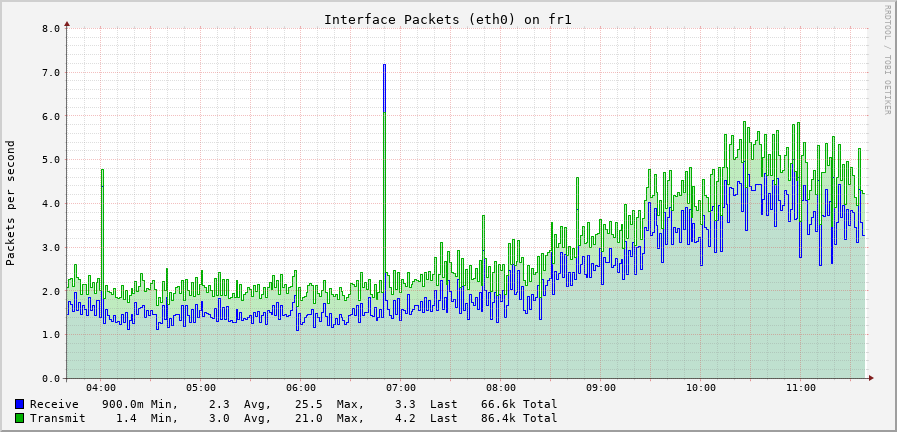 Interface Packets (eth0) on fr1
RRDTOOL / TOBI OETIKER
Packets per second
8.0
7.0
6.0
5.0
4.0
3.0
2.0
1.0
0.0
04:00 05:00 06:00 07:00 08:00 09:00 10:00 11:00
Receive 900.0m Min, 2.3 Avg, 25.5 Max, 3.3 Last 66.6k Total
Transmit 1.4 Min, 3.0 Avg, 21.0 Max, 4.2 Last 86.4k Total